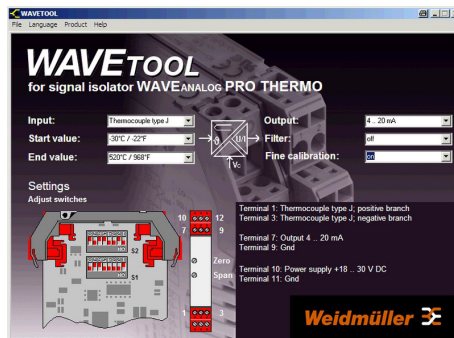 WAVETOOL
File Language Product Help
WAVETOOL
for signal isolator WAVEANALOG PRO THERMO
Input: Thermocouple type J Output: 4 .. 20 mA
Start value: -30°C / -22°F U/I Filter: off
End value: 520°C / 968°F Vc Fine calibration: on
Settings
Adjust switches
Terminal 1: Thermocouple type J; positive branch
Terminal 3: Thermocouple type J; negative branch
Terminal 7: Output 4 .. 20 mA
Terminal 9: Gnd
Terminal 10: Power supply +18 .. 30 V DC
Terminal 11: Gnd
10 12
7 9
S2
Zero
Span
S1
1 3
Weidmüller